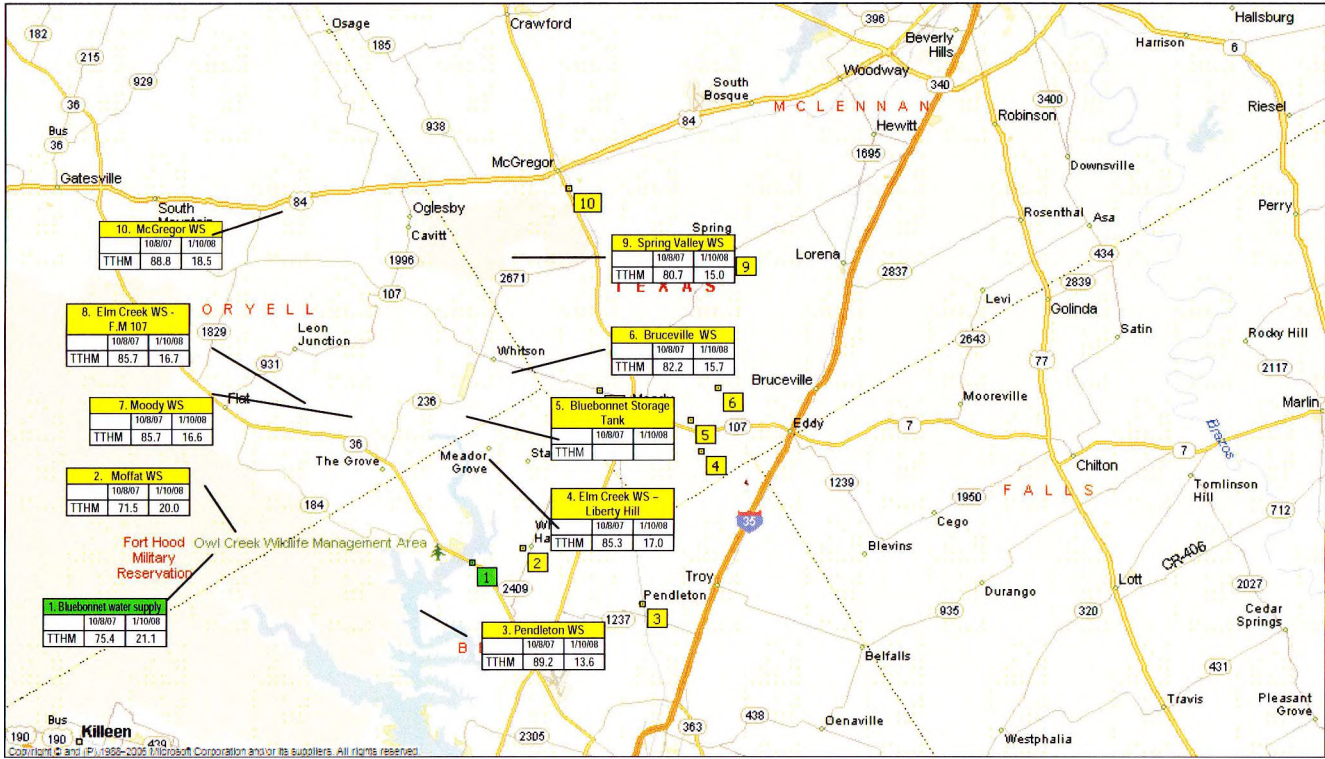 182
Osage
Crawford
396
Beverly
Hills
Hallsburg
Harrison
6
215
185
929
Woodway
South
Bosque
340
MCLENNAN
36
938
84
Hewitt
3400
Robinson
Riesel
Bus
36
1695
McGregor
Downsville
Gatesville
10
84
South
Oglesby
Cavitt
Rosenthal
Asa
Perry
10. McGregor WS
10/8/07 1/10/08
TTHM 88.8 18.5
Spring
9. Spring Valley WS
10/8/07 1/10/08
TTHM 80.7 15.0
9
Lorena
434
1996
2671
2837
2839
TEXAS
107
Levi
Golinda
8. Elm Creek WS -
F.M 107
10/8/07 1/10/08
TTHM 85.7 16.7
ORYELL
1829
Leon
Junction
Satin
Rocky Hill
6. Bruceville WS
10/8/07 1/10/08
TTHM 82.2 15.7
2643
77
931
Whitson
2117
Bruceville
7. Moody WS
10/8/07 1/10/08
TTHM 85.7 16.6
Flat
236
5. Bluebonnet Storage
Tank
10/8/07 1/10/08
TTHM
6
Mooreville
Marlin
5
107
Eddy
7
Brazos
36
The Grove
Meador
Grove
Sta
4
Chilton
7
2. Moffat WS
10/8/07 1/10/08
TTHM 71.5 20.0
184
4. Elm Creek WS –
Liberty Hill
10/8/07 1/10/08
TTHM 85.3 17.0
1239
1950
FALLS
Tomlinson
Hill
712
35
Cego
Fort Hood
Military
Reservation
Owl Creek Wildlife Management Area
Blevins
CR-406
1
2
2409
Troy
Pendleton
Durango
Lott
2027
1. Bluebonnet water supply
10/8/07 1/10/08
TTHM 75.4 21.1
1237
3
935
320
Cedar
Springs
3. Pendleton WS
10/8/07 1/10/08
TTHM 89.2 13.6
B
Belfalls
431
Travis
Pleasant
Grove
438
Oenaville
363
Bus
190
190
Killeen
439
2305
Westphalia
Copyright © and (P) 1988–2006 Microsoft Corporation and/or its suppliers. All rights reserved.